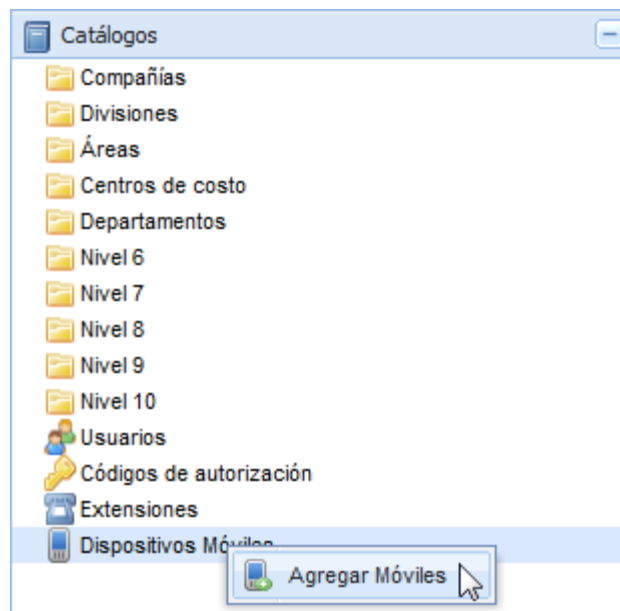 Catálogos
Compañías
Divisiones
Áreas
Centros de costo
Departamentos
Nivel 6
Nivel 7
Nivel 8
Nivel 9
Nivel 10
Usuarios
Códigos de autorización
Extensiones
Dispositivos Móviles
Agregar Móviles